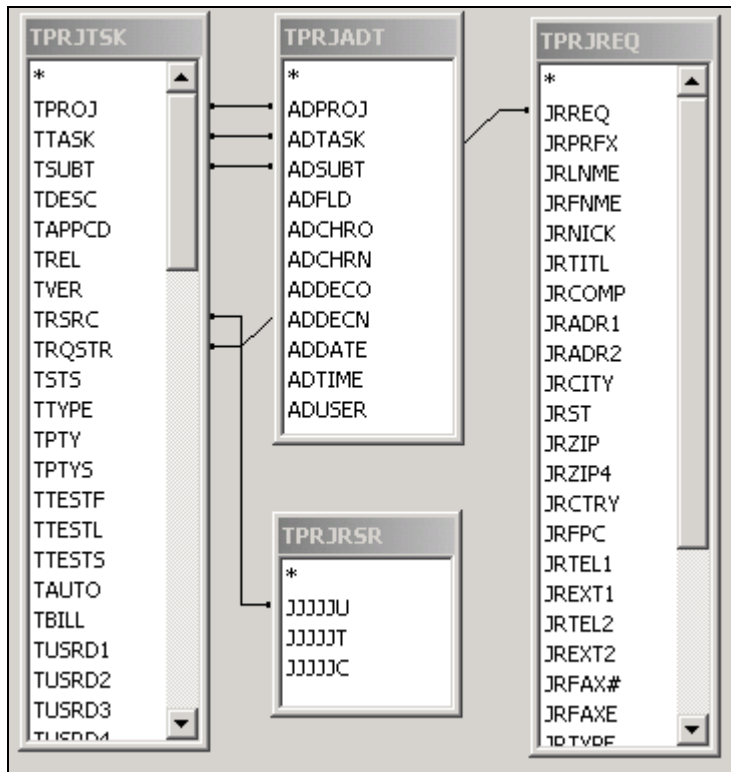 TPRJTSK
*
TPROJ
TTASK
TSUBT
TDESC
TAPPCD
TREL
TVER
TRSRC
TRQSTR
TSTS
TTYPE
TPTY
TPTYS
TTESTF
TTESTL
TTESTS
TAUTO
TBILL
TUSRD1
TUSRD2
TUSRD3
TUSRD4
TPRJADT
*
ADPROJ
ADTASK
ADSUBT
ADFLD
ADCHRO
ADCHRN
ADDECO
ADDECN
ADDATE
ADTIME
ADUSER
TPRJRSR
*
JJJJJU
JJJJJT
JJJJJC
TPRJREQ
*
JRREQ
JRPRFX
JRLNME
JRFNME
JRNICK
JRTITL
JRCOMP
JRADR1
JRADR2
JRCITY
JRST
JRZIP
JRZIP4
JRCTRY
JRFPC
JRTEL1
JREXT1
JRTEL2
JREXT2
JRFAX#
JRFAXE
JRTYPE